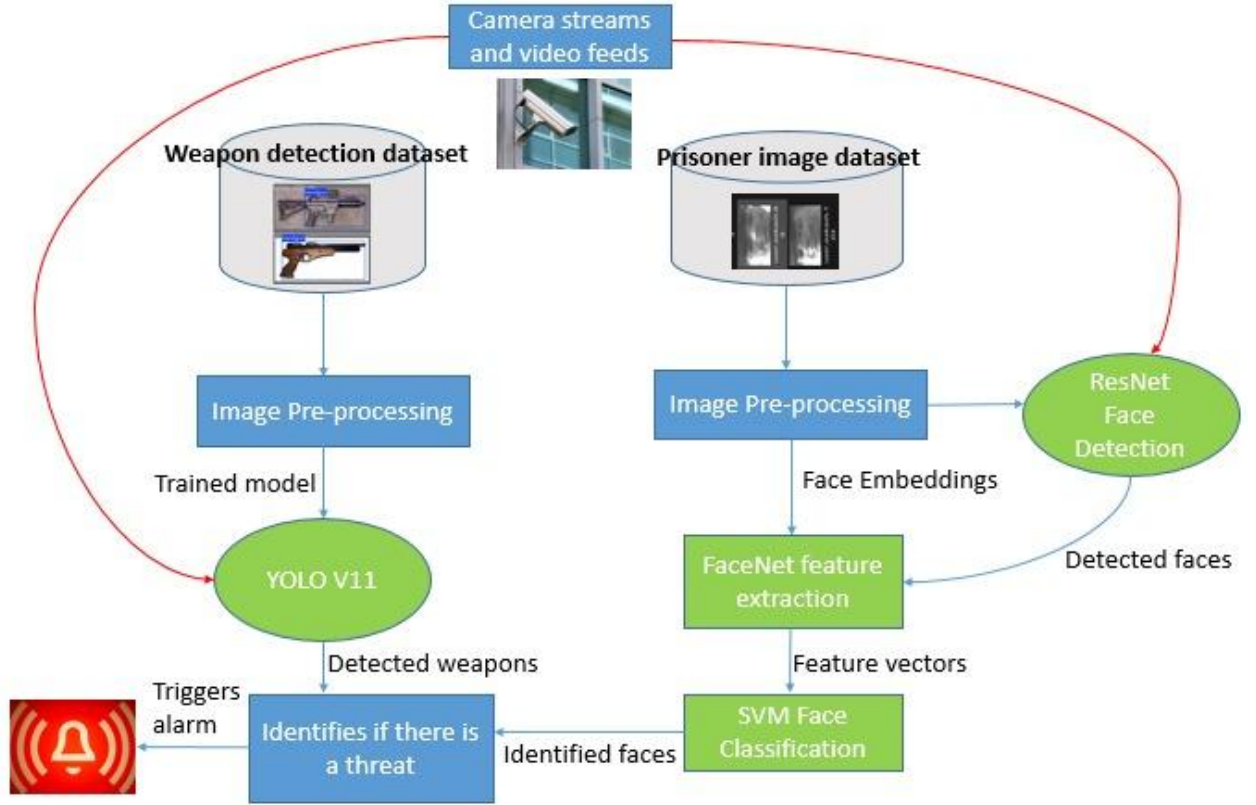 Camera streams
and video feeds
Weapon detection dataset
Prisoner image dataset
Image Pre-processing
Image Pre-processing
ResNet
Face
Detection
Trained model
Face Embeddings
YOLO V11
FaceNet feature
extraction
Detected faces
Detected weapons
Feature vectors
Triggers
alarm
Identifies if there is
a threat
Identified faces
SVM Face
Classification